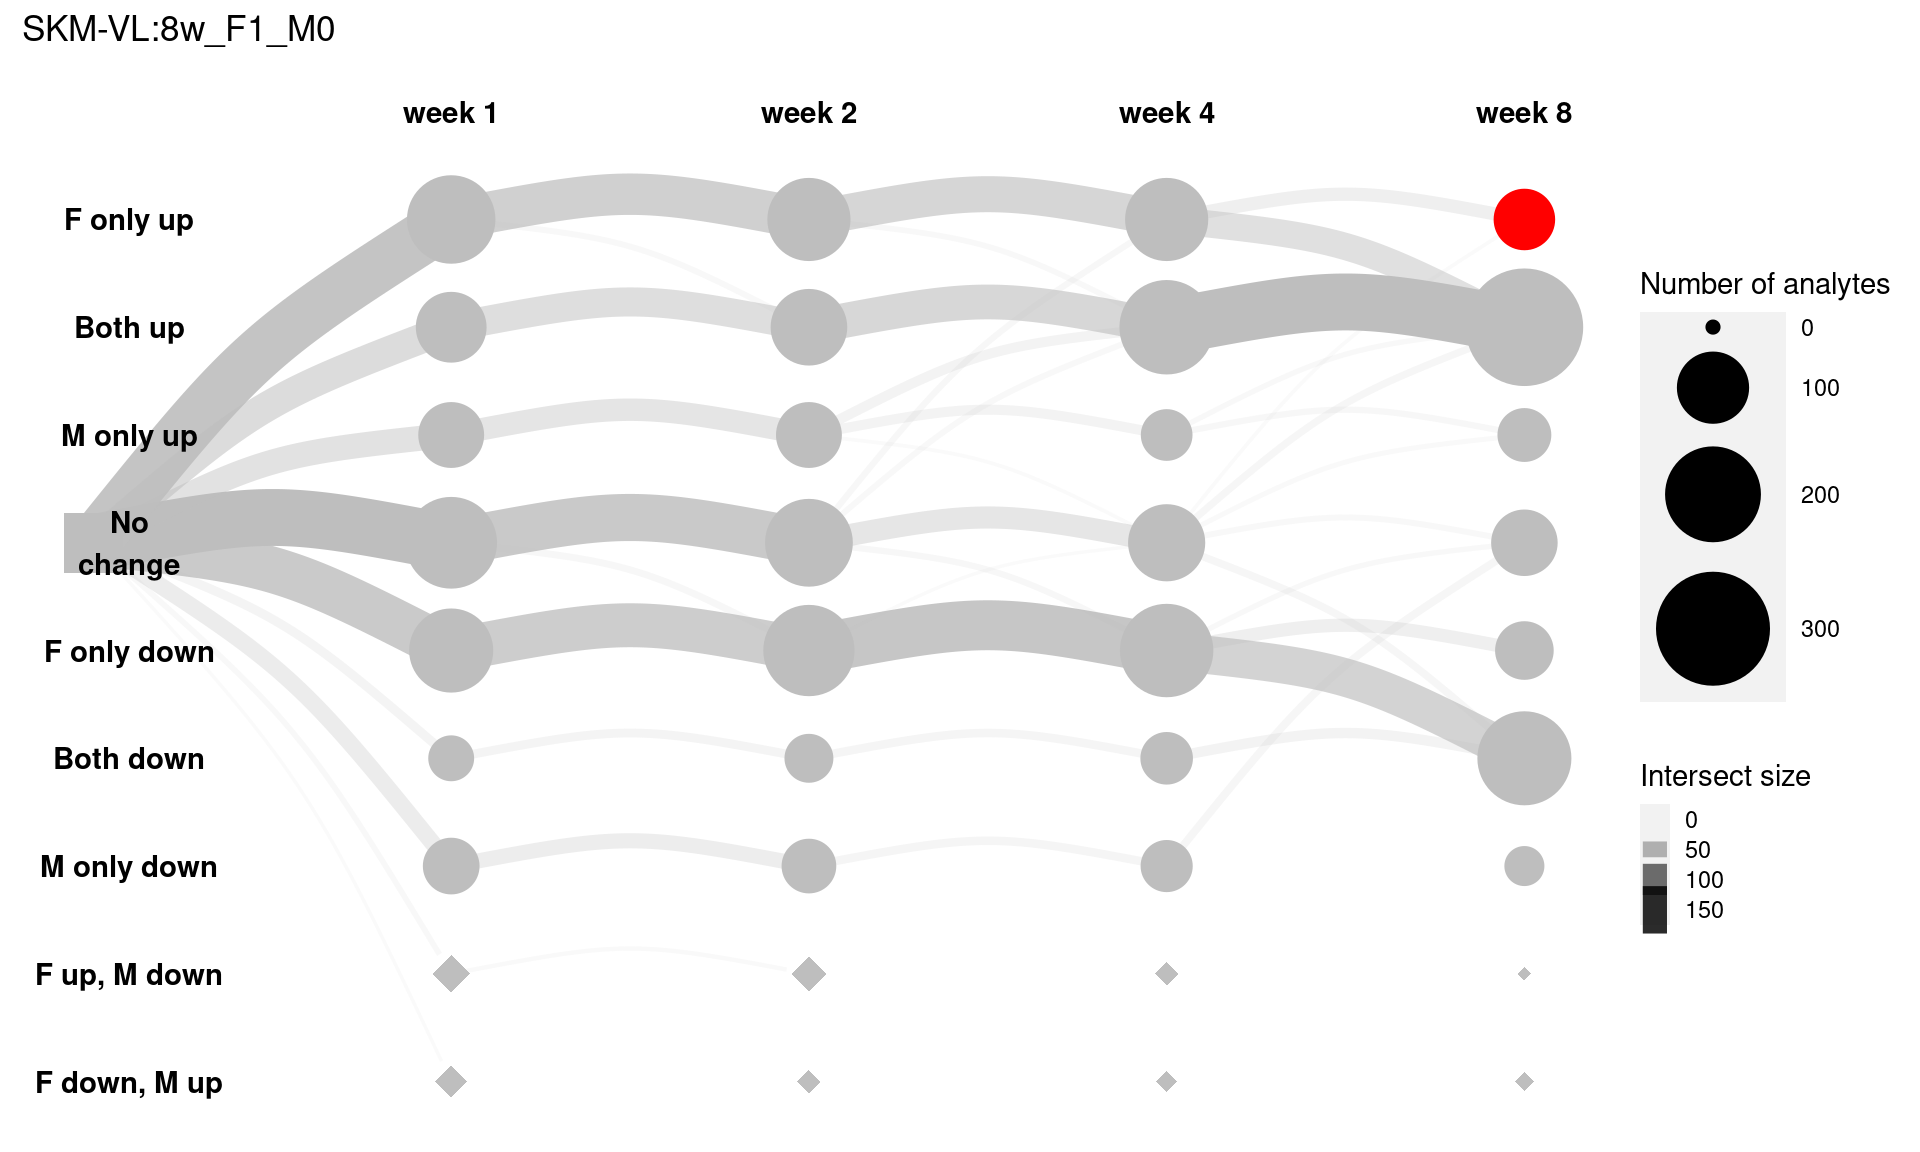 SKM-VL:8w_F1_M0
week 1 week 2 week 4 week 8
F only up
Both up
M only up
No
change
F only down
Both down
M only down
F up, M down
F down, M up
Number of analytes
0
100
200
300
Intersect size
0
50
100
150